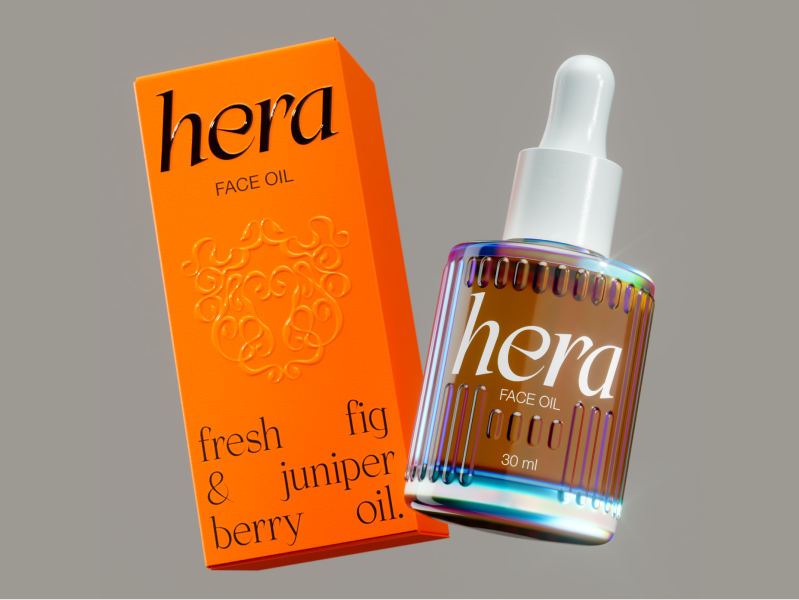 hera
FACE OIL
fresh fig
& juniper
berry oil.
hera
FACE OIL
30 ml